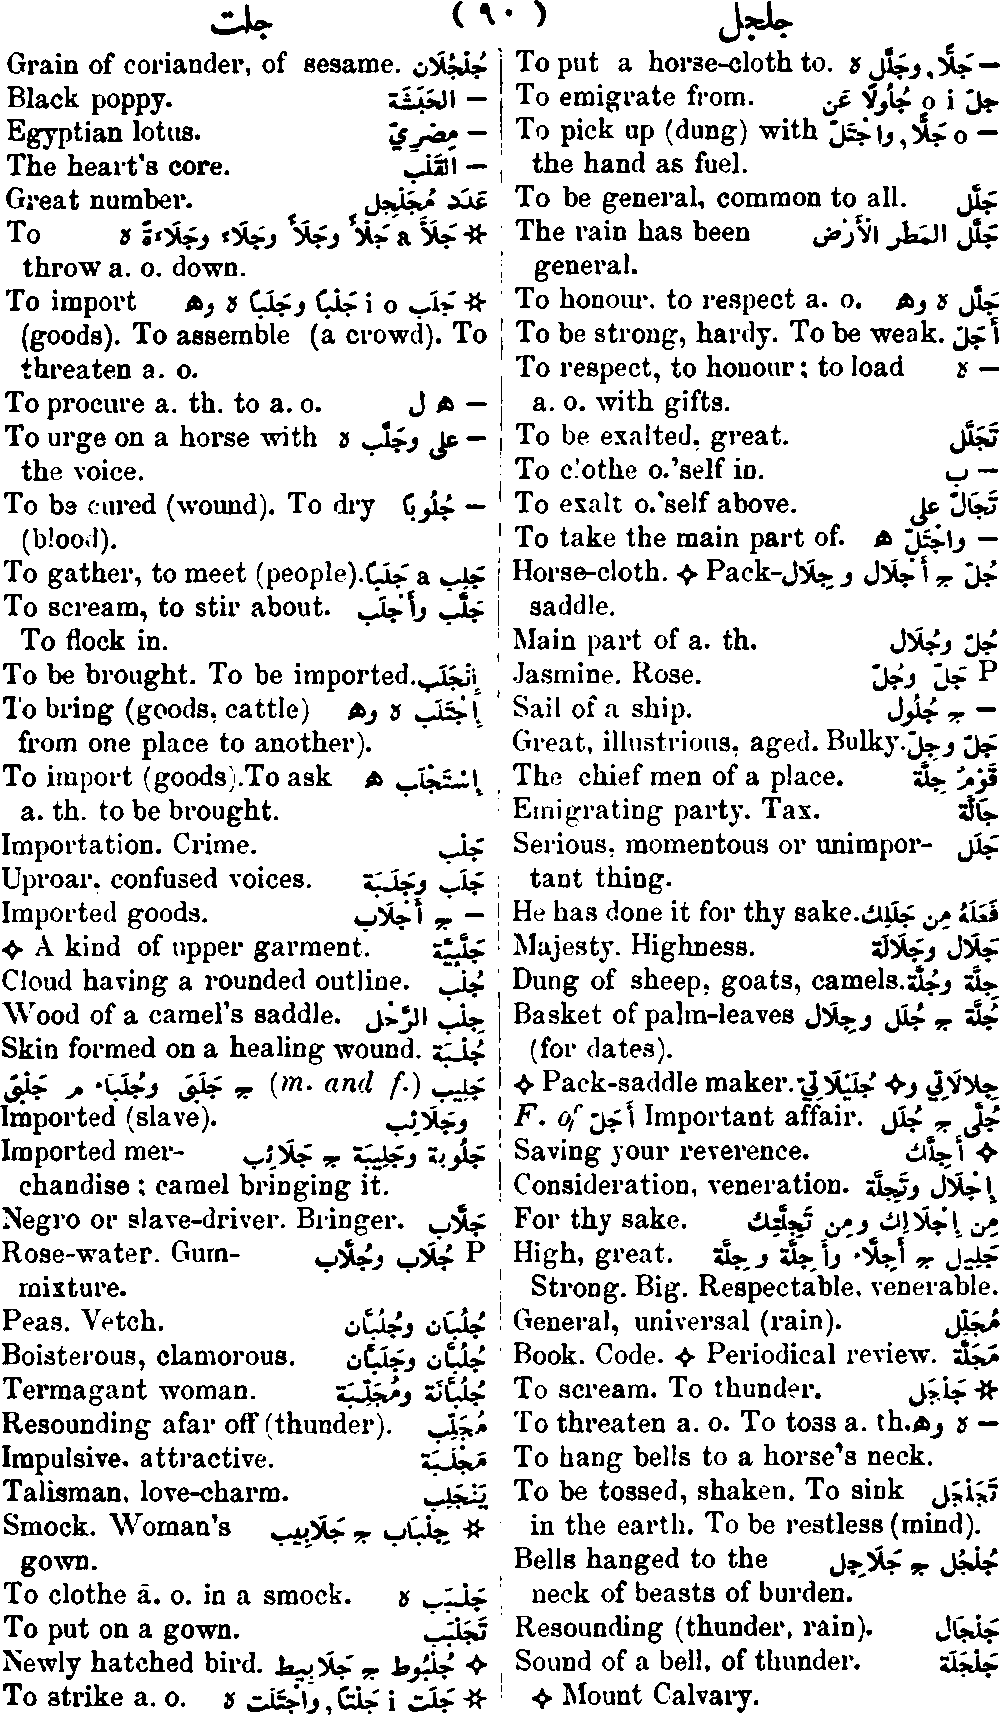 جلت ( ٩٠ ) جلجل
To put a horse-cloth to. — جَلًّا, وجَلَّل ه
To emigrate from. جلّ o i جُلُولًا عَن
To pick up (dung) with — o جَلًّا, واجْتَلّ
the hand as fuel.
To be general, common to all. جَلَّل
The rain has been جَلَّل المَطَر الأَرْض
general.
To honour. to respect a. o. جَلَّل ه وهـ
To be strong, hardy. To be weak. أَجَلّ
To respect, to honour; to load — ه
a. o. with gifts.
To be exalted, great. تَجَلَّل
To clothe o.'self in. — ب
To exalt o.'self above. تَجَالّ على
To take the main part of. — واجْتَلّ هـ
Horse-cloth. ✧ Pack- جُلّ ج أَجْلَال وجِلَال
saddle.
Main part of a. th. جُلّ وجُلَال
Jasmine. Rose. P جَلّ وجُلّ
Sail of a ship. — ج جُلُول
Great, illustrious, aged. Bulky. جَلّ وجِلّ
The chief men of a place. قَوْمٌ جِلَّة
Emigrating party. Tax. جَالَّة
Serious, momentous or unimpor- جَلَل
tant thing.
He has done it for thy sake. فَعَلَهُ مِن جَلَلِك
Majesty. Highness. جَلَال وجَلَالَة
Dung of sheep, goats, camels. جِلَّة وجُلَّة
Basket of palm-leaves جُلَّة ج جُلَل وجِلَال
(for dates).
✧ Pack-saddle maker. جِلالَاتِي و✧ جُلَيْلَاتِيّ
F. of أَجَلّ Important affair. جُلَّى ج جُلَل
Saving your reverence. ✧ أُجِلُّك
Consideration, veneration. إِجْلَال وتَجِلَّة
For thy sake. مِن إِجْلَالِك ومِن تَجِلَّتِك
High, great. جَلِيل ج أَجِلَّاء وأَجِلَّة وجِلَّة
Strong. Big. Respectable, venerable.
General, universal (rain). مُجَلِّل
Book. Code. ✧ Periodical review. مَجَلَّة
To scream. To thunder. ✲ جَلْجَل
To threaten a. o. To toss a. th. — ه وهـ
To hang bells to a horse's neck.
To be tossed, shaken. To sink تَجَلْجَل
in the earth. To be restless (mind).
Bells hanged to the جُلْجُل ج جَلَاجِل
neck of beasts of burden.
Resounding (thunder, rain). جَلْجَال
Sound of a bell, of thunder. جَلْجَلَة
✧ Mount Calvary.
Grain of coriander, of sesame. جُلْجُلَان
Black poppy. — الحَبَشَة
Egyptian lotus. — مِصْرِيّ
The heart's core. — القَلْب
Great number. عَدَد مُجَلْجِل
To ✲ جَلَأَ a جَلْأً وجَلَأً وجَلَاءً وجَلَاءَةً ه
throw a. o. down.
To import ✲ جَلَب i o جَلْبًا وجَلَبًا ه وهـ
(goods). To assemble (a crowd). To
threaten a. o.
To procure a. th. to a. o. — هـ ل
To urge on a horse with — على وجَلَّب ه
the voice.
To be cured (wound). To dry — جُلُوبًا
(blood).
To gather, to meet (people). جَلِب a جَلَبًا
To scream, to stir about. جَلَّب وأَجْلَب
To flock in.
To be brought. To be imported. إِنْجَلَب
To bring (goods, cattle) إِجْتَلَب ه وهـ
from one place to another).
To import (goods). To ask إِسْتَجْلَب هـ
a. th. to be brought.
Importation. Crime. جَلْب
Uproar, confused voices. جَلَب وجَلَبَة
Imported goods. — ج أَجْلَاب
✧ A kind of upper garment. جَلَبِيَّة
Cloud having a rounded outline. جُلْب
Wood of a camel's saddle. جِلْب الرَّحْل
Skin formed on a healing wound. جُلْبَة
جَلِيب (m. and f.) ج جَلْبَى وجُلَبَاء م جَلْبَى
Imported (slave). وجَلَائِب
Imported mer- جَلُوبَة وجَلِيبَة ج جَلَائِب
chandise; camel bringing it.
Negro or slave-driver. Bringer. جَلَّاب
Rose-water. Gum- P جُلَاب وجُلَّاب
mixture.
Peas. Vetch. جُلْبَان وجُلُبَّان
Boisterous, clamorous. جُلُبَّان وجَلَبَّان
Termagant woman. جُلُبَّانَة ومُجَلِّبَة
Resounding afar off (thunder). مُجَلِّب
Impulsive. attractive. مَجْلَبَة
Talisman, love-charm. يَنْجَلِب
Smock. Woman's ✲ جِلْبَاب ج جَلَابِيب
gown.
To clothe a. o. in a smock. جَلْبَب ه
To put on a gown. تَجَلْبَب
Newly hatched bird. ✧ جُلْبُوط ج جَلَابِيط
To strike a. o. ✲ جَلَت i جَلْتًا, واجْتَلَت ه